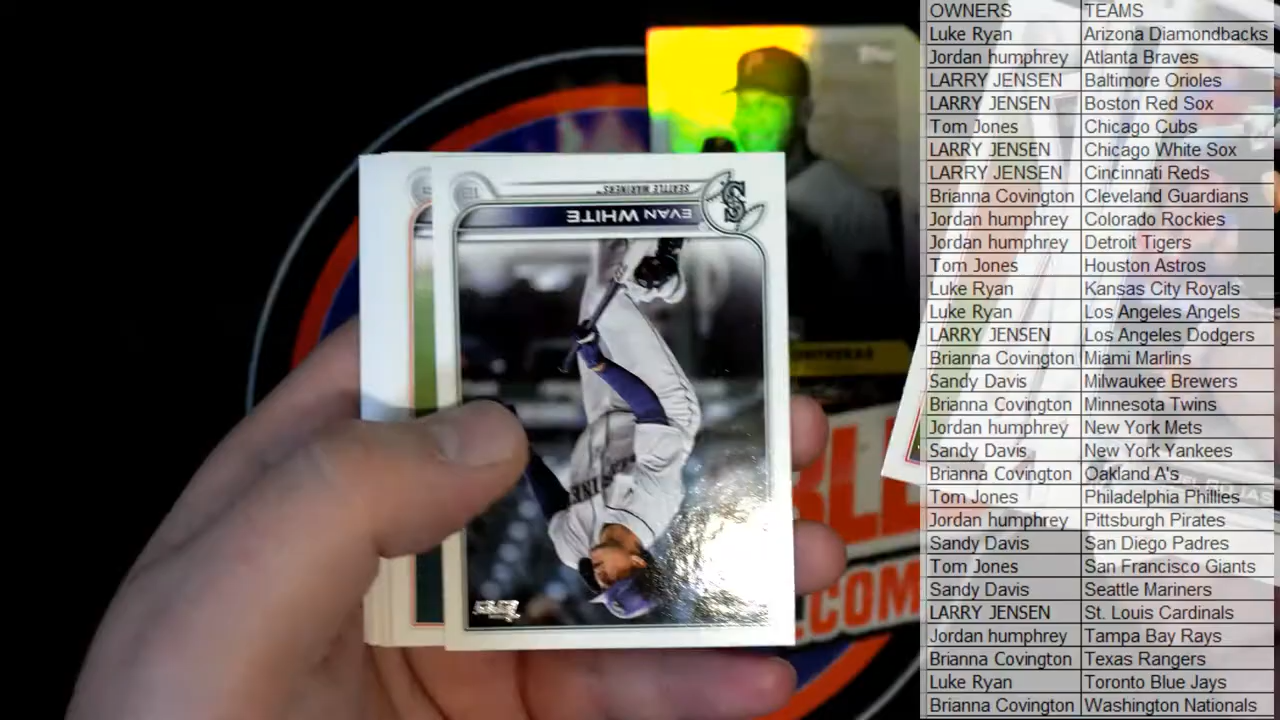 OWNERS TEAMS
Luke Ryan Arizona Diamondbacks
Jordan humphrey Atlanta Braves
LARRY JENSEN Baltimore Orioles
LARRY JENSEN Boston Red Sox
Tom Jones Chicago Cubs
LARRY JENSEN Chicago White Sox
LARRY JENSEN Cincinnati Reds
Brianna Covington Cleveland Guardians
Jordan humphrey Colorado Rockies
Jordan humphrey Detroit Tigers
Tom Jones Houston Astros
Luke Ryan Kansas City Royals
Luke Ryan Los Angeles Angels
LARRY JENSEN Los Angeles Dodgers
Brianna Covington Miami Marlins
Sandy Davis Milwaukee Brewers
Brianna Covington Minnesota Twins
Jordan humphrey New York Mets
Sandy Davis New York Yankees
Brianna Covington Oakland A's
Tom Jones Philadelphia Phillies
Jordan humphrey Pittsburgh Pirates
Sandy Davis San Diego Padres
Tom Jones San Francisco Giants
Sandy Davis Seattle Mariners
LARRY JENSEN St. Louis Cardinals
Jordan humphrey Tampa Bay Rays
Brianna Covington Texas Rangers
Luke Ryan Toronto Blue Jays
Brianna Covington Washington Nationals
SEATTLE MARINERS™
EVAN WHITE
topps
.COM